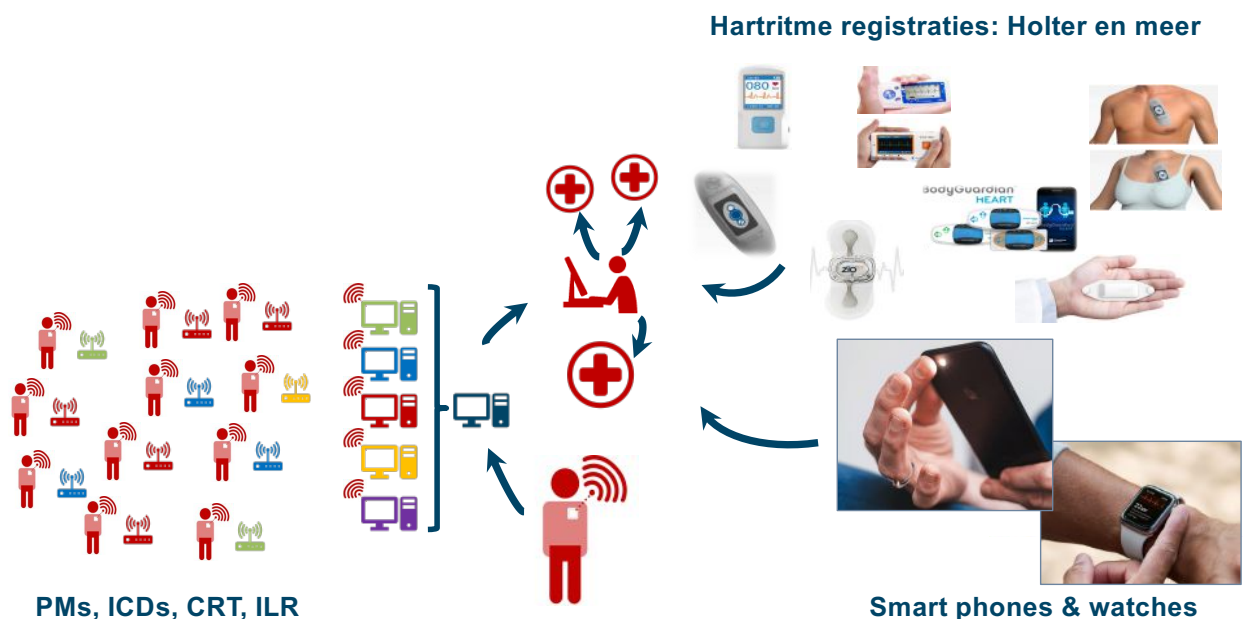 Hartritme registraties: Holter en meer
080
BodyGuardian
HEART
ZIO
PMs, ICDs, CRT, ILR
Smart phones & watches